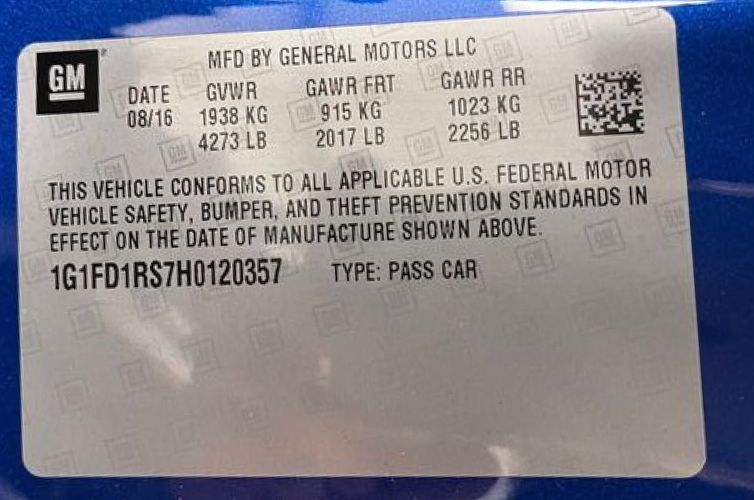 GM
MFD BY GENERAL MOTORS LLC
DATE GVWR GAWR FRT GAWR RR
08/16 1938 KG 915 KG 1023 KG
4273 LB 2017 LB 2256 LB
THIS VEHICLE CONFORMS TO ALL APPLICABLE U.S. FEDERAL MOTOR
VEHICLE SAFETY, BUMPER, AND THEFT PREVENTION STANDARDS IN
EFFECT ON THE DATE OF MANUFACTURE SHOWN ABOVE.
1G1FD1RS7H0120357 TYPE: PASS CAR